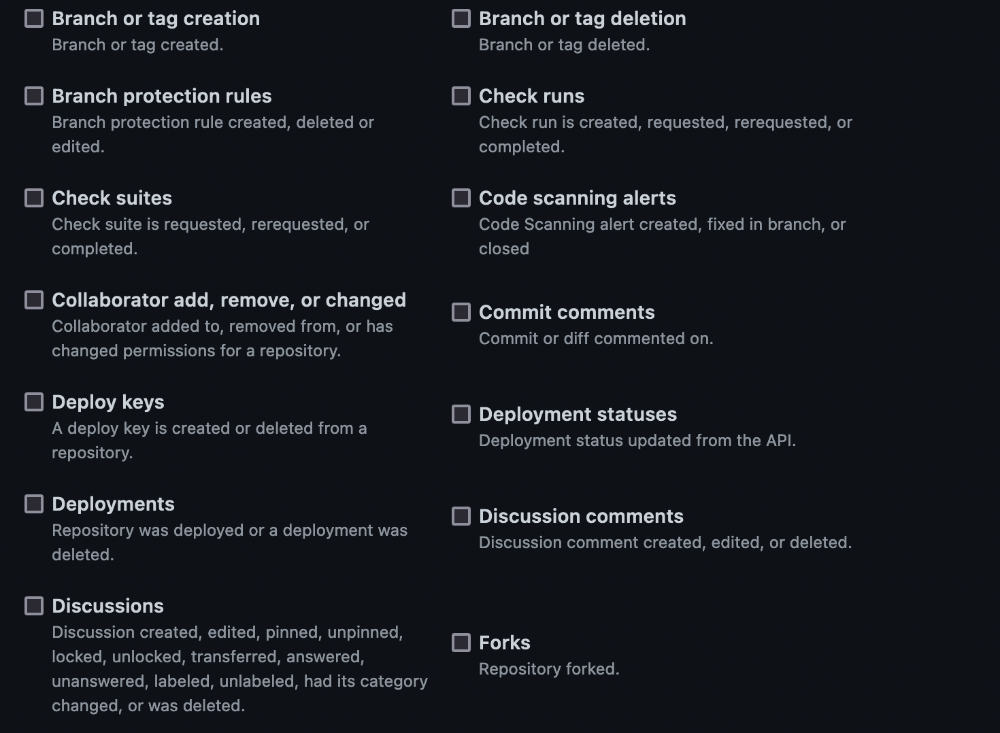 Branch or tag creation
Branch or tag created.
Branch or tag deletion
Branch or tag deleted.
Branch protection rules
Branch protection rule created, deleted or
edited.
Check runs
Check run is created, requested, rerequested, or
completed.
Check suites
Check suite is requested, rerequested, or
completed.
Code scanning alerts
Code Scanning alert created, fixed in branch, or
closed
Collaborator add, remove, or changed
Collaborator added to, removed from, or has
changed permissions for a repository.
Commit comments
Commit or diff commented on.
Deploy keys
A deploy key is created or deleted from a
repository.
Deployment statuses
Deployment status updated from the API.
Deployments
Repository was deployed or a deployment was
deleted.
Discussion comments
Discussion comment created, edited, or deleted.
Discussions
Discussion created, edited, pinned, unpinned,
locked, unlocked, transferred, answered,
unanswered, labeled, unlabeled, had its category
changed, or was deleted.
Forks
Repository forked.